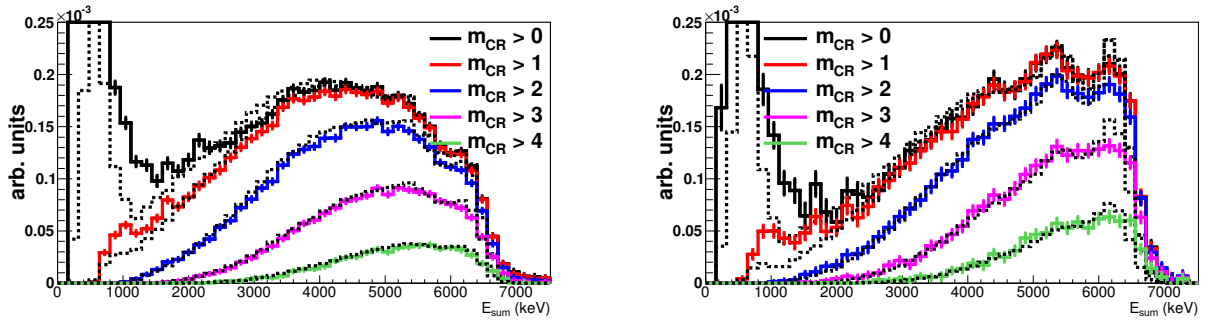 ×10⁻³
0.25
0.2
0.15
0.1
0.05
0
arb. units
m_CR > 0
m_CR > 1
m_CR > 2
m_CR > 3
m_CR > 4
0 1000 2000 3000 4000 5000 6000 7000
E_sum (keV)
×10⁻³
0.25
0.2
0.15
0.1
0.05
0
arb. units
m_CR > 0
m_CR > 1
m_CR > 2
m_CR > 3
m_CR > 4
0 1000 2000 3000 4000 5000 6000 7000
E_sum (keV)